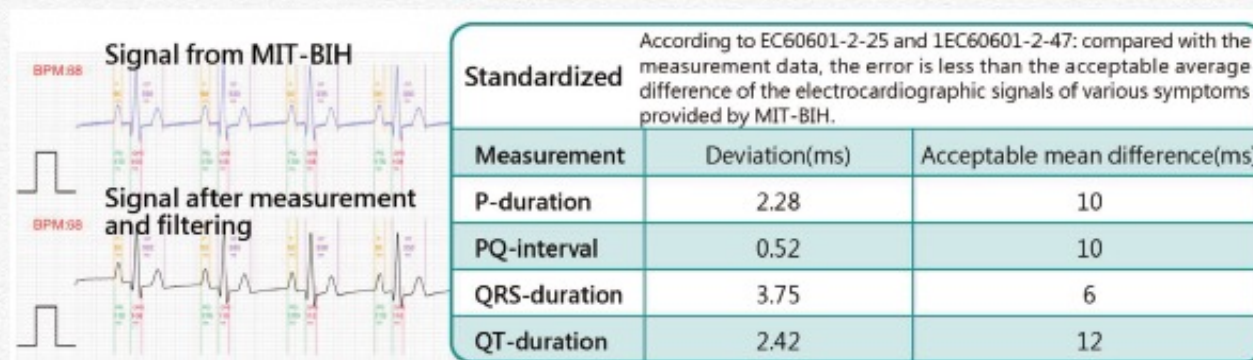 Signal from MIT-BIH
BPM:68
Signal after measurement
and filtering
BPM:68
Standardized
According to EC60601-2-25 and 1EC60601-2-47: compared with the
measurement data, the error is less than the acceptable average
difference of the electrocardiographic signals of various symptoms
provided by MIT-BIH.
Measurement Deviation(ms) Acceptable mean difference(ms)
P-duration 2.28 10
PQ-interval 0.52 10
QRS-duration 3.75 6
QT-duration 2.42 12